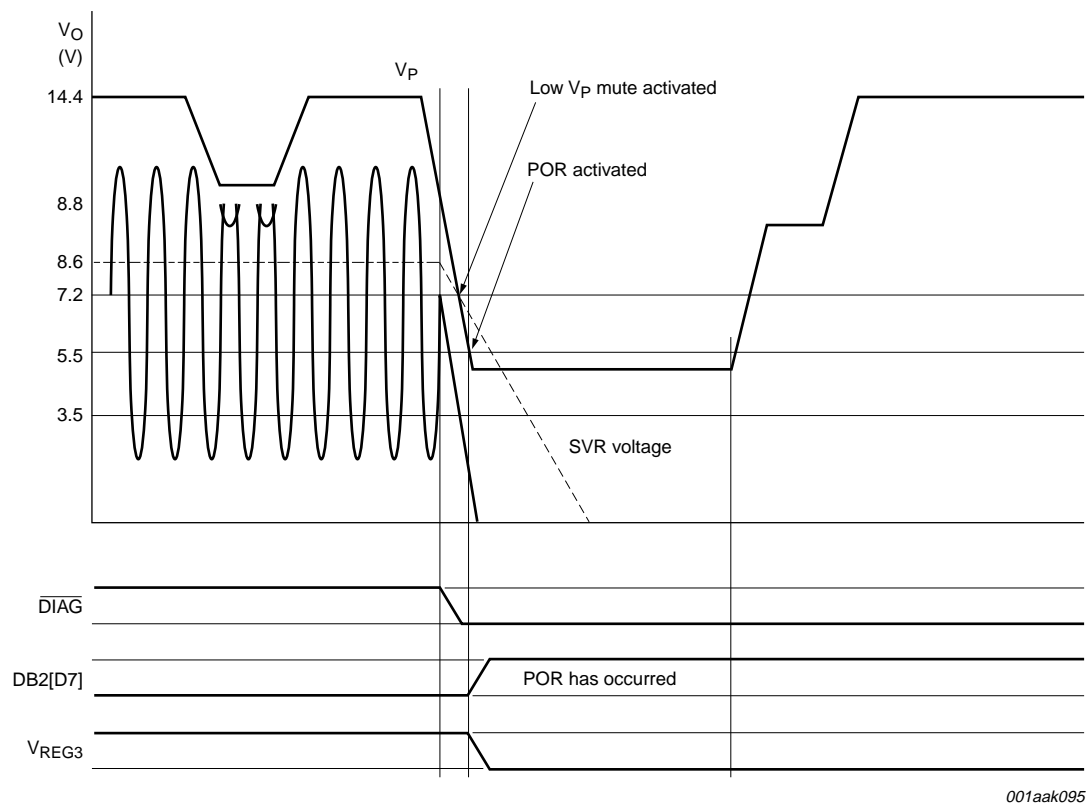 VO
(V)
VP
14.4
Low VP mute activated
POR activated
8.8
8.6
7.2
5.5
3.5
SVR voltage
DIAG
DB2[D7]
POR has occurred
VREG3
001aak095